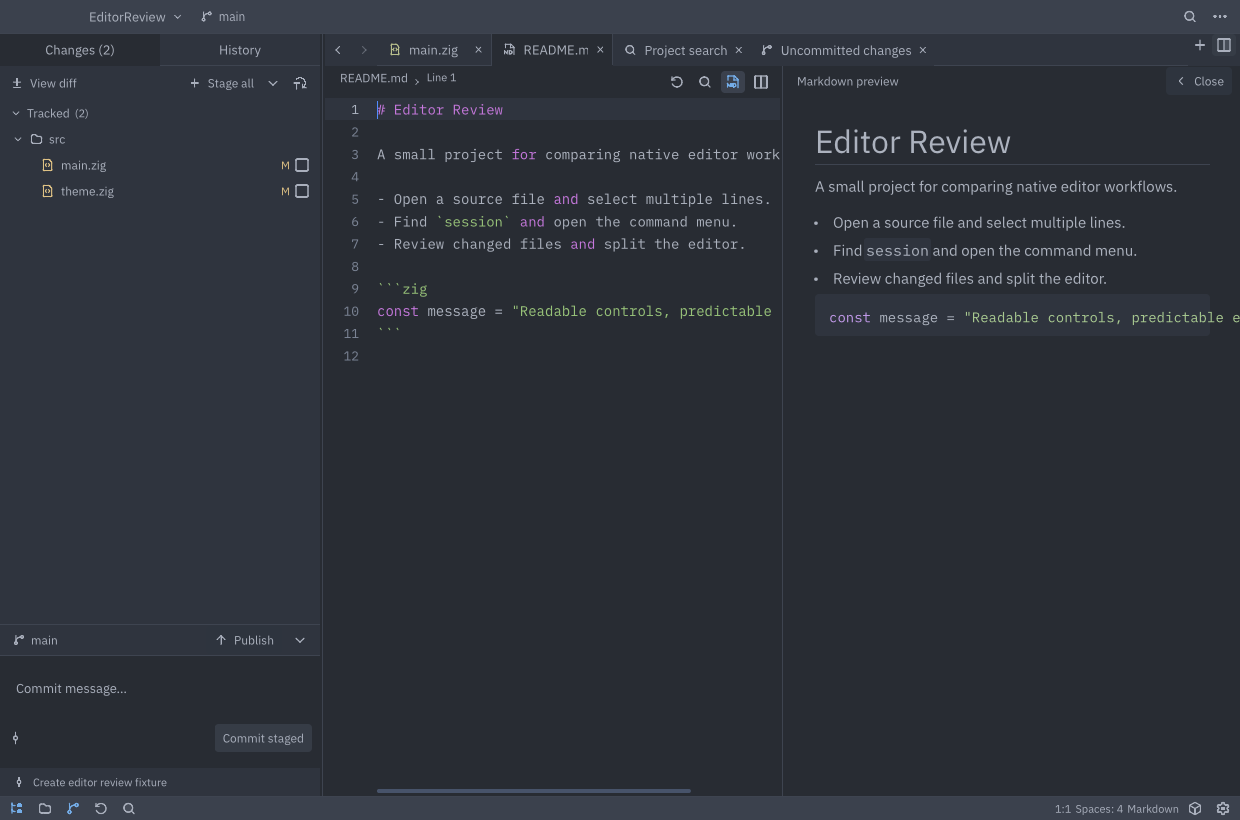 EditorReview main
Changes (2) History
main.zig README.m Project search Uncommitted changes
View diff Stage all
README.md Line 1
Markdown preview Close
Tracked (2)
src
main.zig M
theme.zig M
1 # Editor Review
2
3 A small project for comparing native editor work
4
5 - Open a source file and select multiple lines.
6 - Find `session` and open the command menu.
7 - Review changed files and split the editor.
8
9 ```zig
10 const message = "Readable controls, predictable
11 ```
12
Editor Review
A small project for comparing native editor workflows.
• Open a source file and select multiple lines.
• Find session and open the command menu.
• Review changed files and split the editor.
const message = "Readable controls, predictable e
main Publish
Commit message...
Commit staged
Create editor review fixture
1:1 Spaces: 4 Markdown